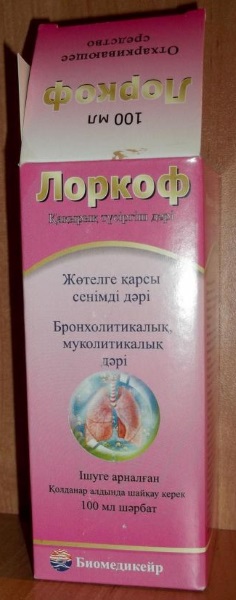 Отхаркивающее
средство
Лоркоф
100 мл
Лоркоф
Қақырық түсіргіш дәрі
Жөтелге қарсы
сенімді дәрі
Бронхолитикалық,
муколитикалық
дәрі
Ішуге арналған
Қолданар алдында шайқау керек
100 мл шәрбат
Биомедикейр